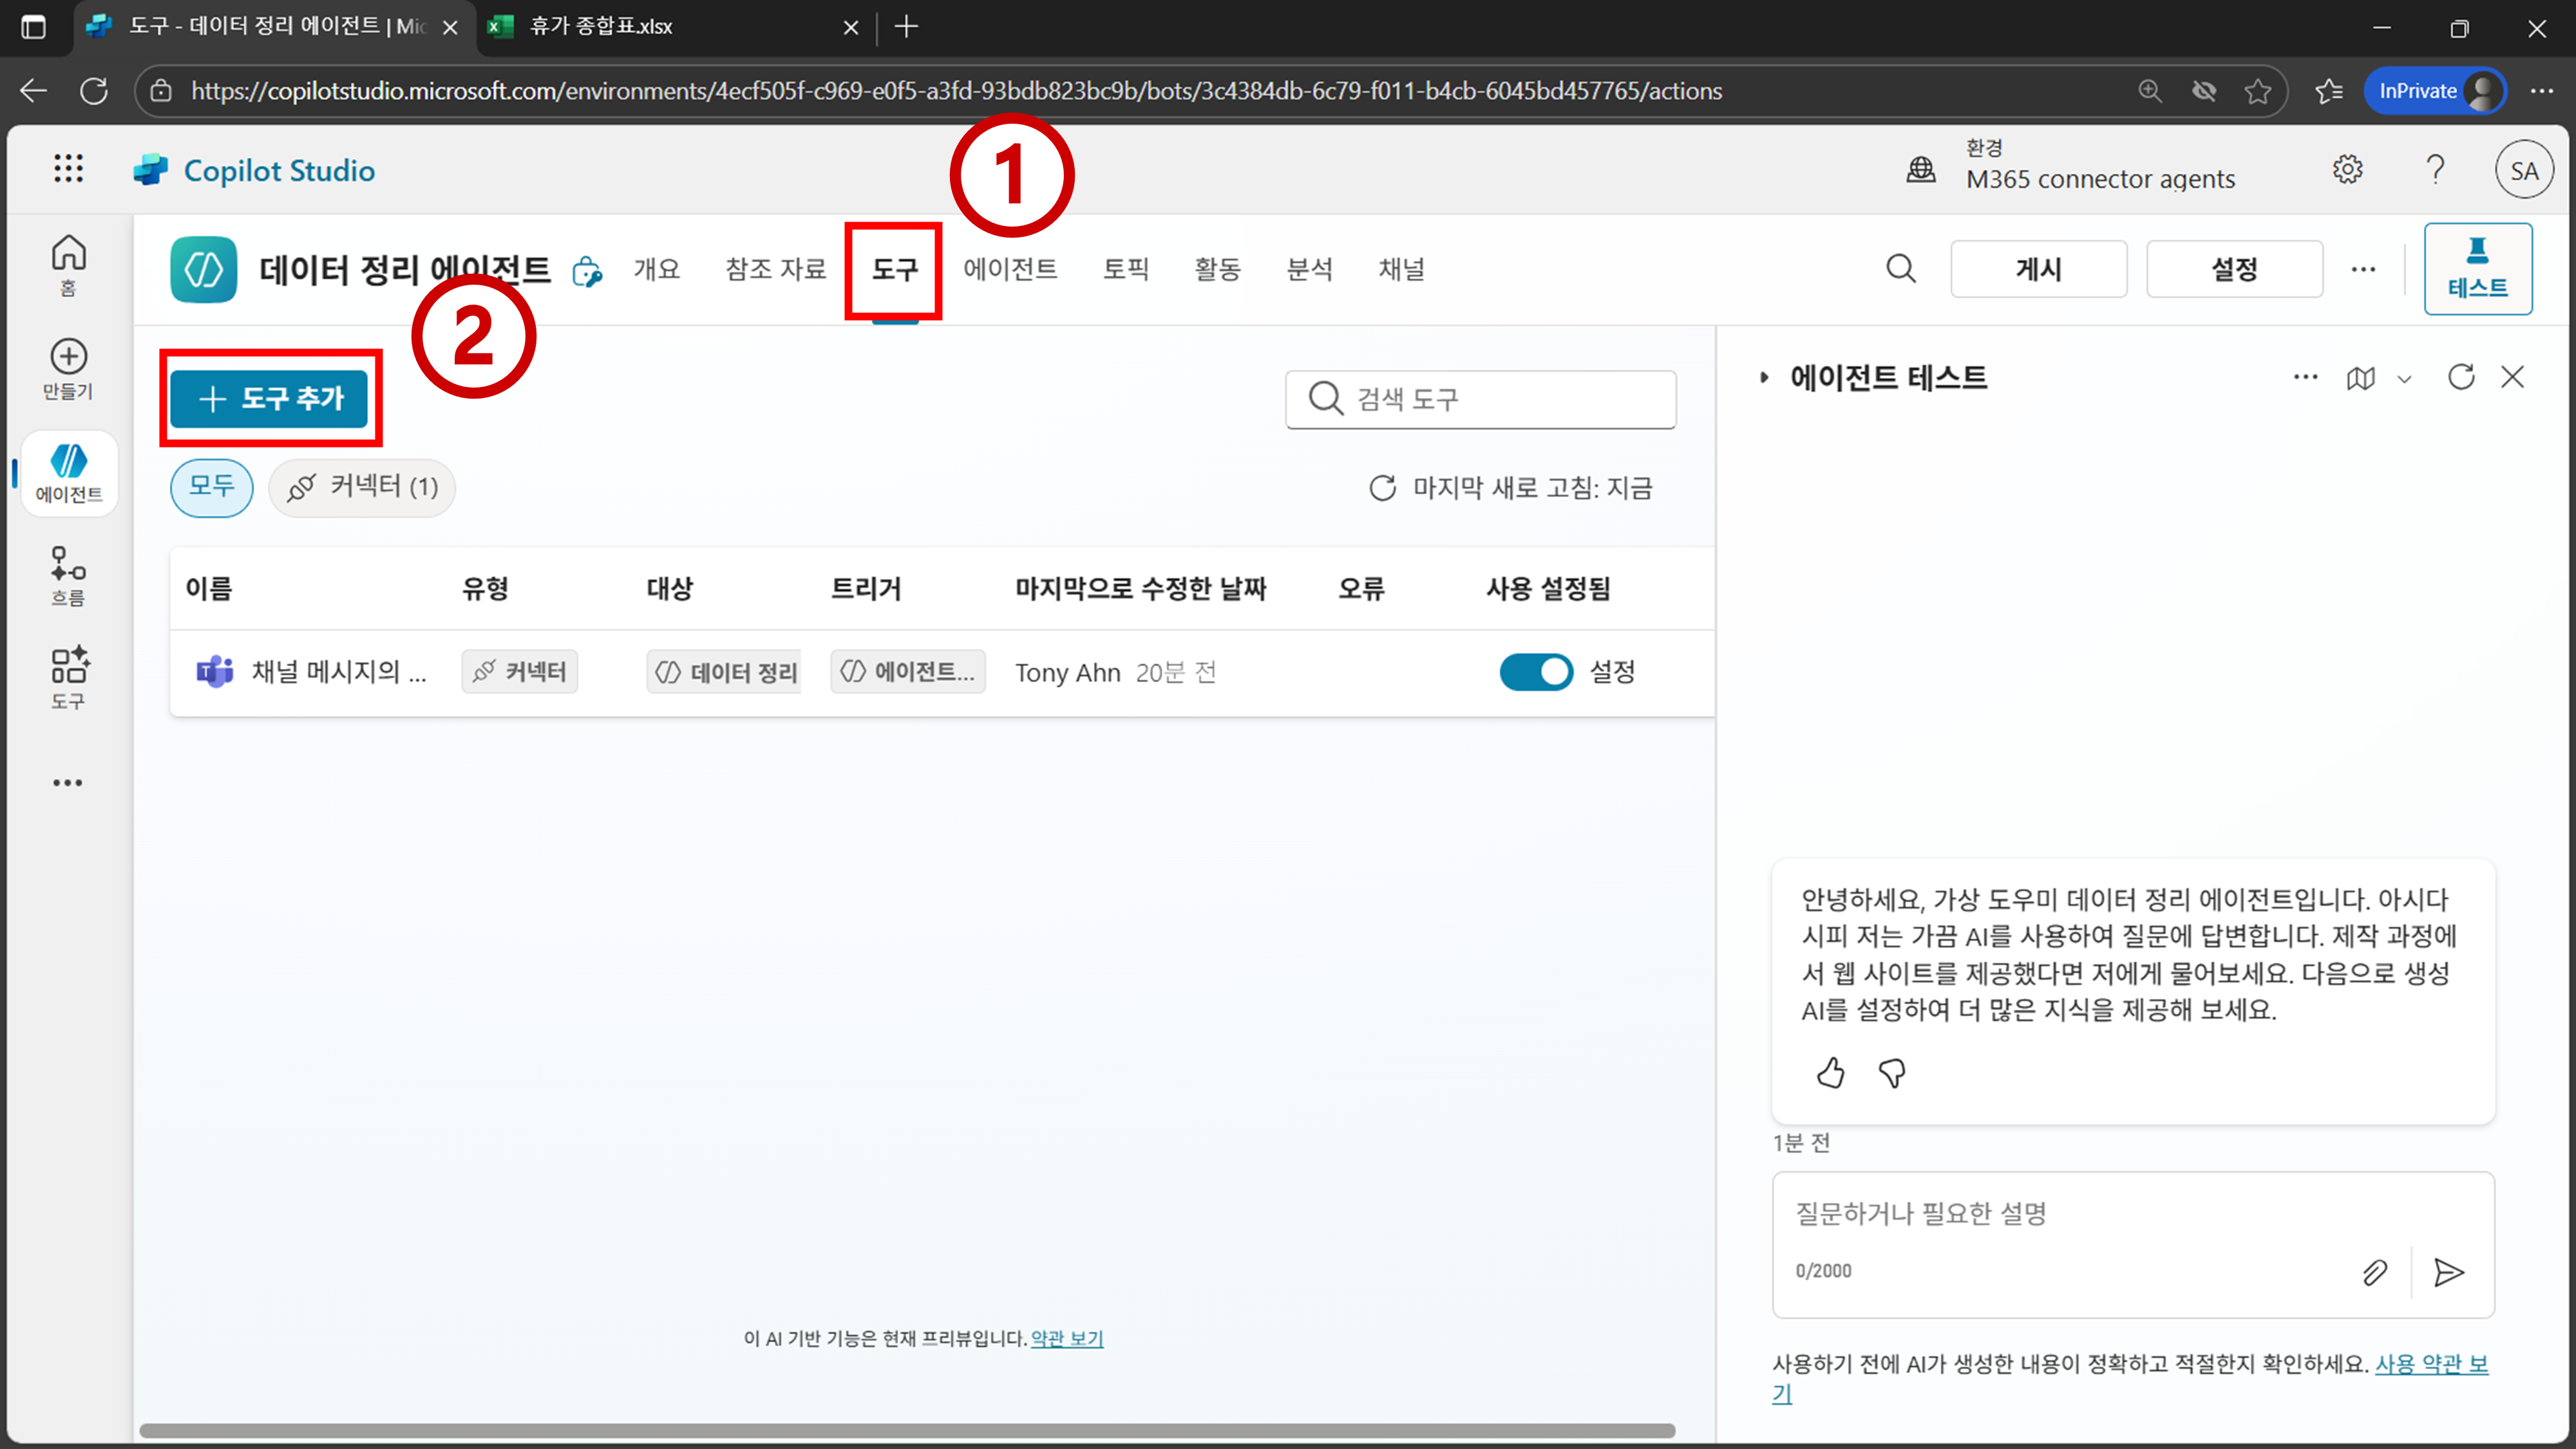 도구 - 데이터 정리 에이전트 | Mic
휴가 종합표.xlsx
https://copilotstudio.microsoft.com/environments/4ecf505f-c969-e0f5-a3fd-93bdb823bc9b/bots/3c4384db-6c79-f011-b4cb-6045bd457765/actions
InPrivate
Copilot Studio
환경
M365 connector agents
SA
1
홈
만들기
에이전트
흐름
도구
데이터 정리 에이전트
개요
참조 자료
도구
에이전트
토픽
활동
분석
채널
게시
설정
테스트
2
도구 추가
검색 도구
모두
커넥터 (1)
마지막 새로 고침: 지금
이름 유형 대상 트리거 마지막으로 수정한 날짜 오류 사용 설정됨
채널 메시지의 ... 커넥터 데이터 정리 에이전트... Tony Ahn 20분 전 설정
이 AI 기반 기능은 현재 프리뷰입니다. 약관 보기
에이전트 테스트
안녕하세요, 가상 도우미 데이터 정리 에이전트입니다. 아시다
시피 저는 가끔 AI를 사용하여 질문에 답변합니다. 제작 과정에
서 웹 사이트를 제공했다면 저에게 물어보세요. 다음으로 생성
AI를 설정하여 더 많은 지식을 제공해 보세요.
1분 전
질문하거나 필요한 설명
0/2000
사용하기 전에 AI가 생성한 내용이 정확하고 적절한지 확인하세요. 사용 약관 보
기